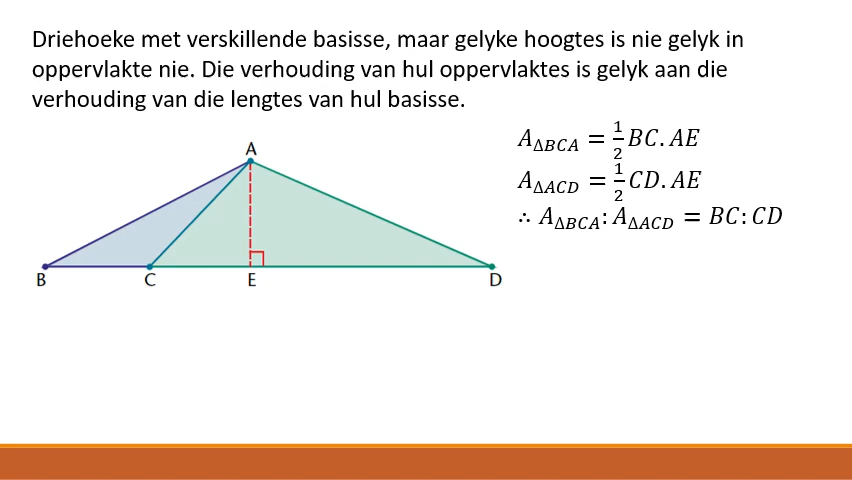 Driehoeke met verskillende basisse, maar gelyke hoogtes is nie gelyk in
oppervlakte nie. Die verhouding van hul oppervlaktes is gelyk aan die
verhouding van die lengtes van hul basisse.
A_{ΔBCA} = \frac{1}{2} BC. AE
A_{ΔACD} = \frac{1}{2} CD. AE
∴ A_{ΔBCA}: A_{ΔACD} = BC: CD
A
B C E D